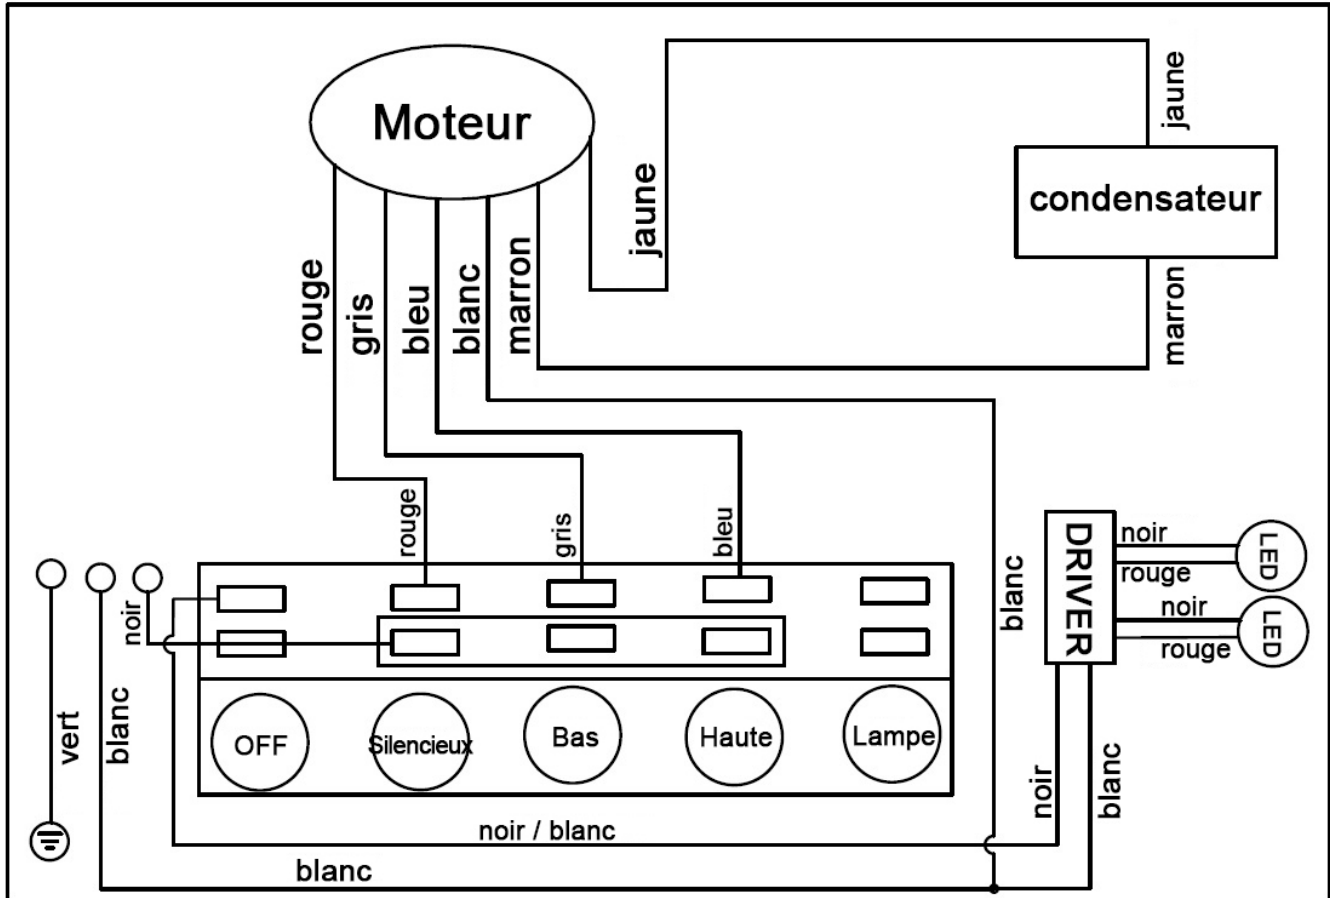 Moteur
jaune
condensateur
jaune
marron
rouge
gris
bleu
blanc
marron
rouge
gris
bleu
blanc
DRIVER
noir
rouge
LED
noir
rouge
LED
noir
vert
blanc
OFF
Silencieux
Bas
Haute
Lampe
noir
blanc
noir / blanc
blanc